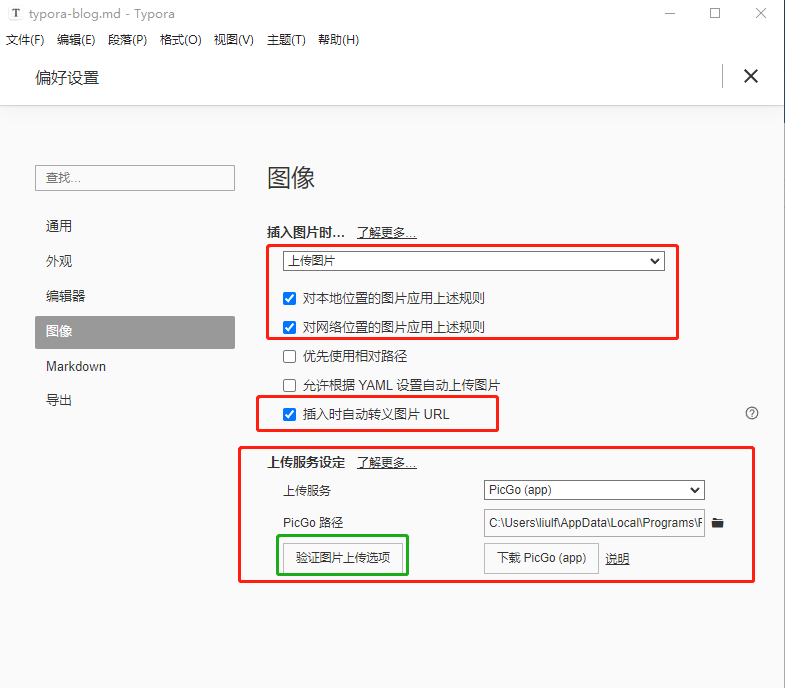 T typora-blog.md - Typora
文件(F) 编辑(E) 段落(P) 格式(O) 视图(V) 主题(T) 帮助(H)
偏好设置
查找...
通用
外观
编辑器
图像
Markdown
导出
图像
插入图片时... 了解更多...
上传图片
对本地位置的图片应用上述规则
对网络位置的图片应用上述规则
优先使用相对路径
允许根据 YAML 设置自动上传图片
插入时自动转义图片 URL
上传服务设定 了解更多...
上传服务 PicGo (app)
PicGo 路径 C:\Users\liulf\AppData\Local\Programs\F
验证图片上传选项 下载 PicGo (app) 说明